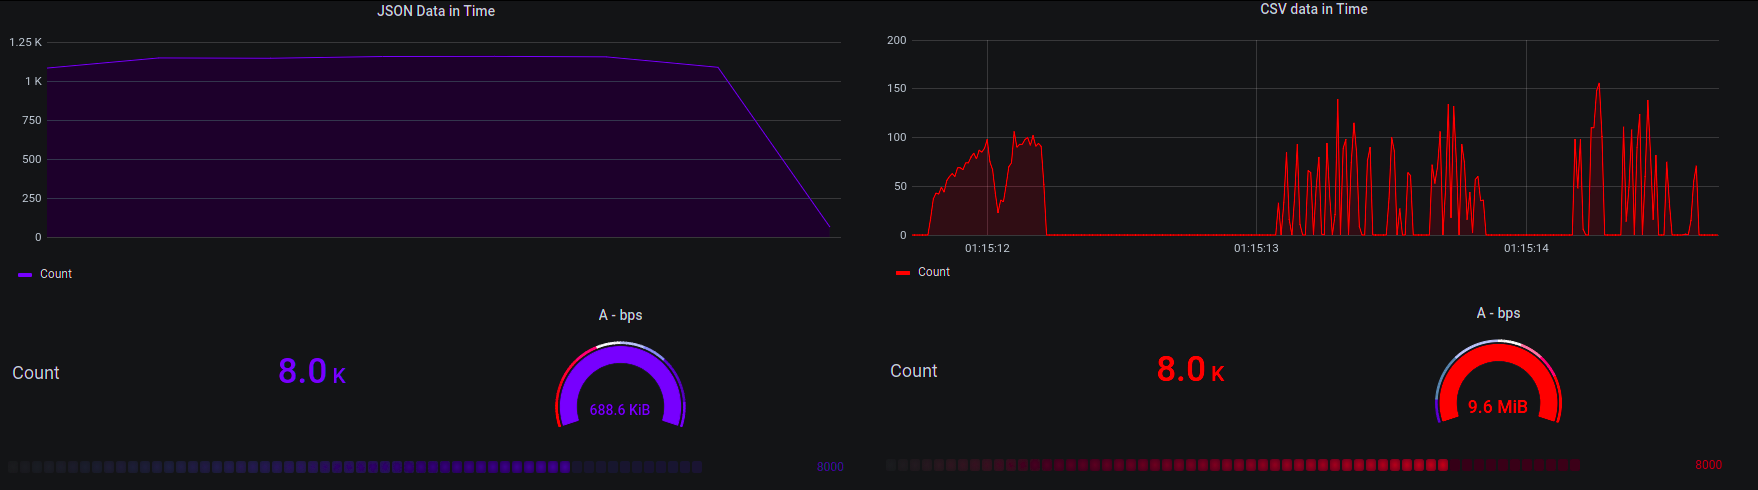 JSON Data in Time
1.25 K
1 K
750
500
250
0
Count
A - bps
Count
8.0 K
688.6 KiB
8000
CSV data in Time
200
150
100
50
0
01:15:12
01:15:13
01:15:14
Count
A - bps
Count
8.0 K
9.6 MiB
8000